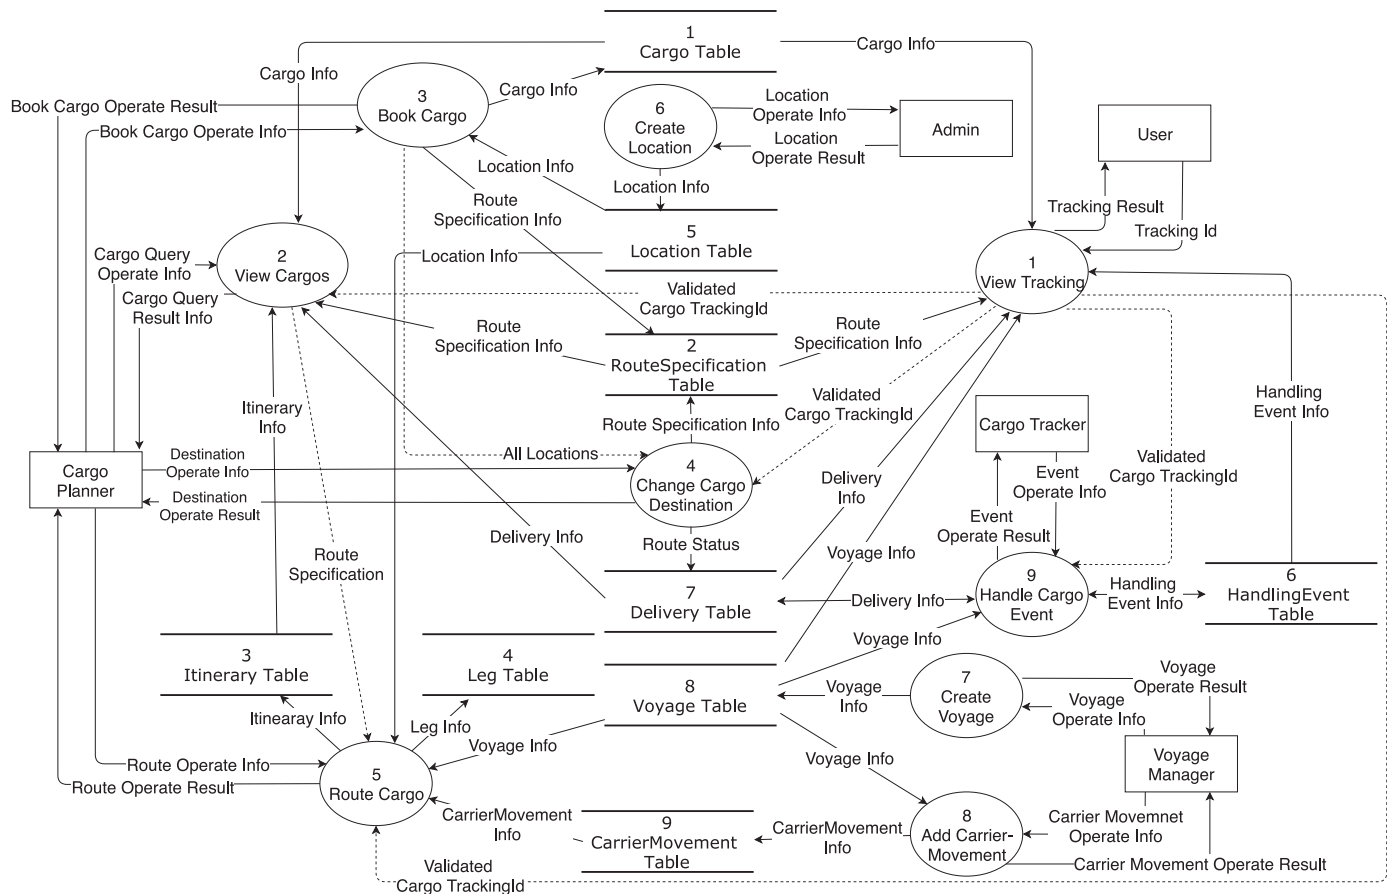 1
Cargo Table
Cargo Info
Cargo Info
Book Cargo Operate Result
3
Book Cargo
Cargo Info
Book Cargo Operate Info
6
Create
Location
Location
Operate Info
Location
Operate Result
Admin
User
Location Info
Location Info
Route
Specification Info
Tracking Result
Tracking Id
5
Location Table
Location Info
2
View Cargos
Cargo Query
Operate Info
Cargo Query
Result Info
1
View Tracking
Validated
Cargo TrackingId
Route
Specification Info
2
RouteSpecification
Table
Route
Specification Info
Itinerary
Info
Validated
Cargo TrackingId
Handling
Event Info
Route Specification Info
Cargo Tracker
All Locations
Cargo
Planner
Destination
Operate Info
Destination
Operate Result
4
Change Cargo
Destination
Delivery
Info
Event
Operate Info
Validated
Cargo TrackingId
Event
Operate Result
Delivery Info
Route Status
Voyage Info
Route
Specification
7
Delivery Table
Delivery Info
9
Handle Cargo
Event
Handling
Event Info
6
HandlingEvent
Table
Voyage Info
3
Itinerary Table
4
Leg Table
8
Voyage Table
Voyage
Info
7
Create
Voyage
Voyage
Operate Result
Voyage
Operate Info
Itinearay Info
Leg Info
Voyage Info
Voyage Info
Voyage
Manager
Route Operate Info
Route Operate Result
5
Route Cargo
CarrierMovement
Info
9
CarrierMovement
Table
CarrierMovement
Info
8
Add Carrier-
Movement
Carrier Movemnet
Operate Info
Carrier Movement Operate Result
Validated
Cargo TrackingId